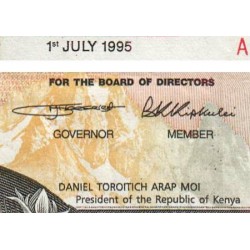 1st JULY 1995 A
FOR THE BOARD OF DIRECTORS
GOVERNOR MEMBER
DANIEL TOROITICH ARAP MOI
President of the Republic of Kenya